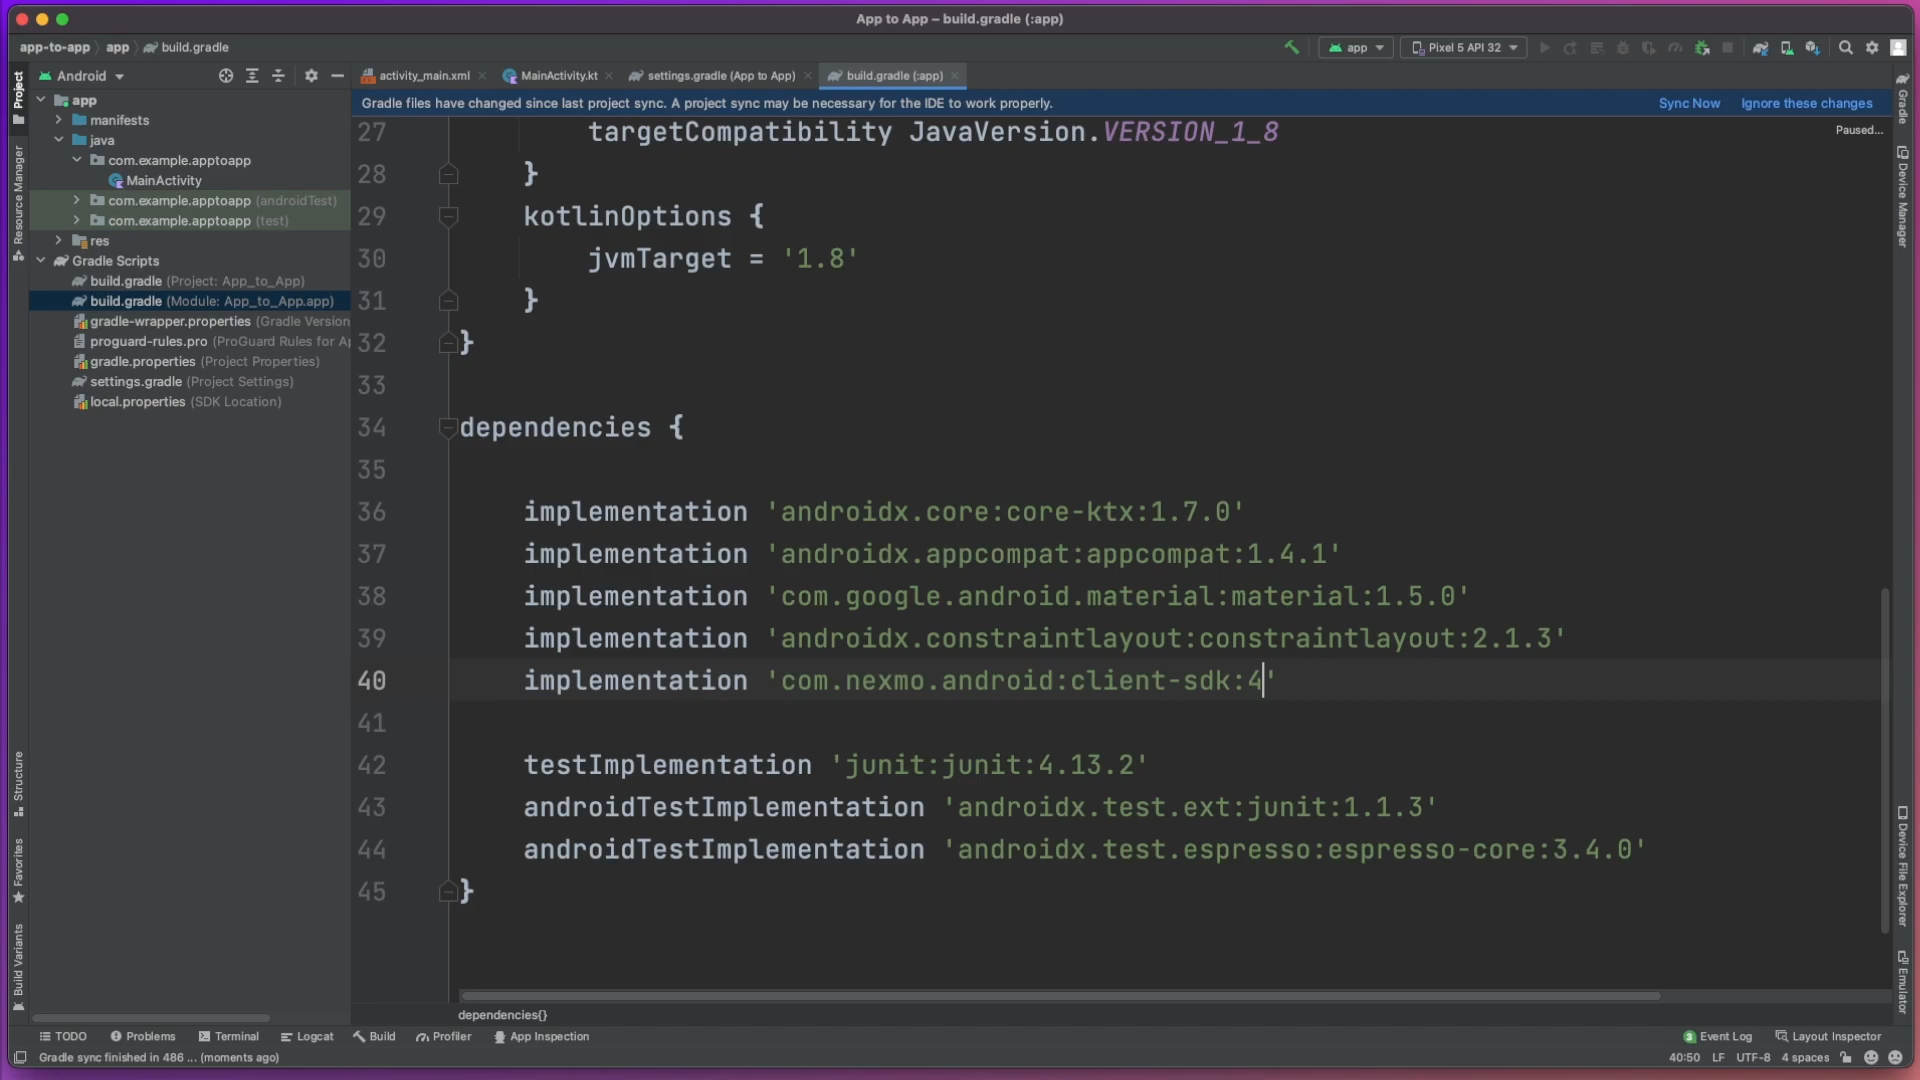 App to App – build.gradle (:app)
app-to-app app build.gradle
app Pixel 5 API 32
Android
activity_main.xml MainActivity.kt settings.gradle (App to App) build.gradle (:app)
Gradle files have changed since last project sync. A project sync may be necessary for the IDE to work properly. Sync Now Ignore these changes
Paused...
Project
Resource Manager
Structure
Favorites
Build Variants
app
manifests
java
com.example.apptoapp
MainActivity
com.example.apptoapp (androidTest)
com.example.apptoapp (test)
res
Gradle Scripts
build.gradle (Project: App_to_App)
build.gradle (Module: App_to_App.app)
gradle-wrapper.properties (Gradle Version
proguard-rules.pro (ProGuard Rules for Ap
gradle.properties (Project Properties)
settings.gradle (Project Settings)
local.properties (SDK Location)
27 targetCompatibility JavaVersion.VERSION_1_8
28 }
29 kotlinOptions {
30 jvmTarget = '1.8'
31 }
32 }
33
34 dependencies {
35
36 implementation 'androidx.core:core-ktx:1.7.0'
37 implementation 'androidx.appcompat:appcompat:1.4.1'
38 implementation 'com.google.android.material:material:1.5.0'
39 implementation 'androidx.constraintlayout:constraintlayout:2.1.3'
40 implementation 'com.nexmo.android:client-sdk:4'
41
42 testImplementation 'junit:junit:4.13.2'
43 androidTestImplementation 'androidx.test.ext:junit:1.1.3'
44 androidTestImplementation 'androidx.test.espresso:espresso-core:3.4.0'
45 }
dependencies{}
Gradle
Device Manager
Device File Explorer
Emulator
TODO Problems Terminal Logcat Build Profiler App Inspection 3 Event Log Layout Inspector
Gradle sync finished in 486 ... (moments ago) 40:50 LF UTF-8 4 spaces